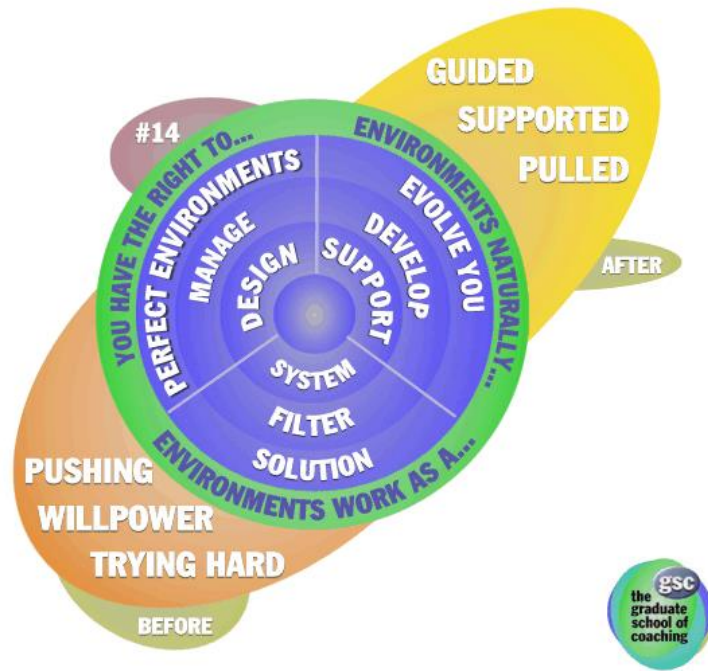 GUIDED
SUPPORTED
PULLED
#14
YOU HAVE THE RIGHT TO...
PERFECT ENVIRONMENTS
MANAGE
DESIGN
ENVIRONMENTS NATURALLY...
EVOLVE YOU
DEVELOP
SUPPORT
AFTER
SYSTEM
FILTER
SOLUTION
ENVIRONMENTS WORK AS A...
PUSHING
WILLPOWER
TRYING HARD
BEFORE
gsc
the
graduate
school of
coaching